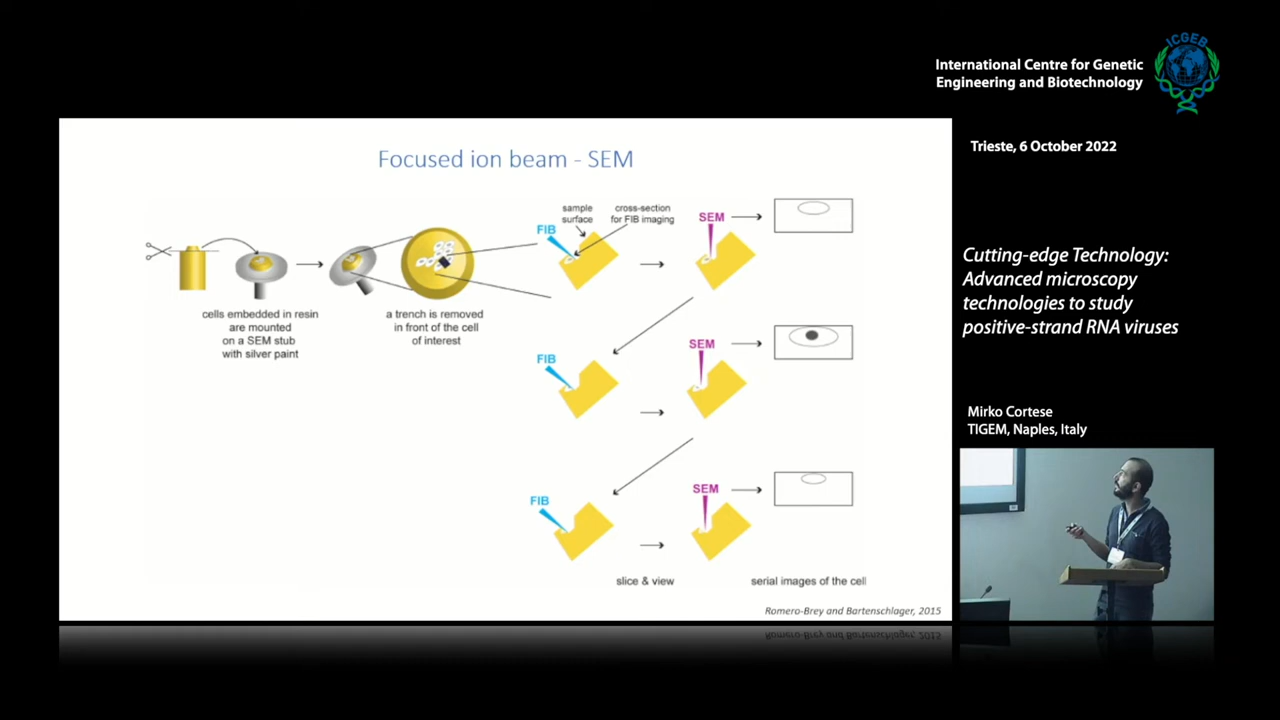 ICGEB
International Centre for Genetic
Engineering and Biotechnology
Trieste, 6 October 2022
Cutting-edge Technology:
Advanced microscopy
technologies to study
positive-strand RNA viruses
Mirko Cortese
TIGEM, Naples, Italy
Focused ion beam - SEM
sample
surface
cross-section
for FIB imaging
FIB
SEM
cells embedded in resin
are mounted
on a SEM stub
with silver paint
a trench is removed
in front of the cell
of interest
FIB
SEM
FIB
SEM
slice & view
serial images of the cell
Romero-Brey and Bartenschlager, 2015